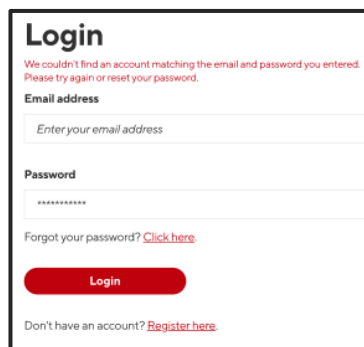 Login
We couldn't find an account matching the email and password you entered.
Please try again or reset your password.
Email address
Enter your email address
Password
***********
Forgot your password? Click here.
Login
Don't have an account? Register here.